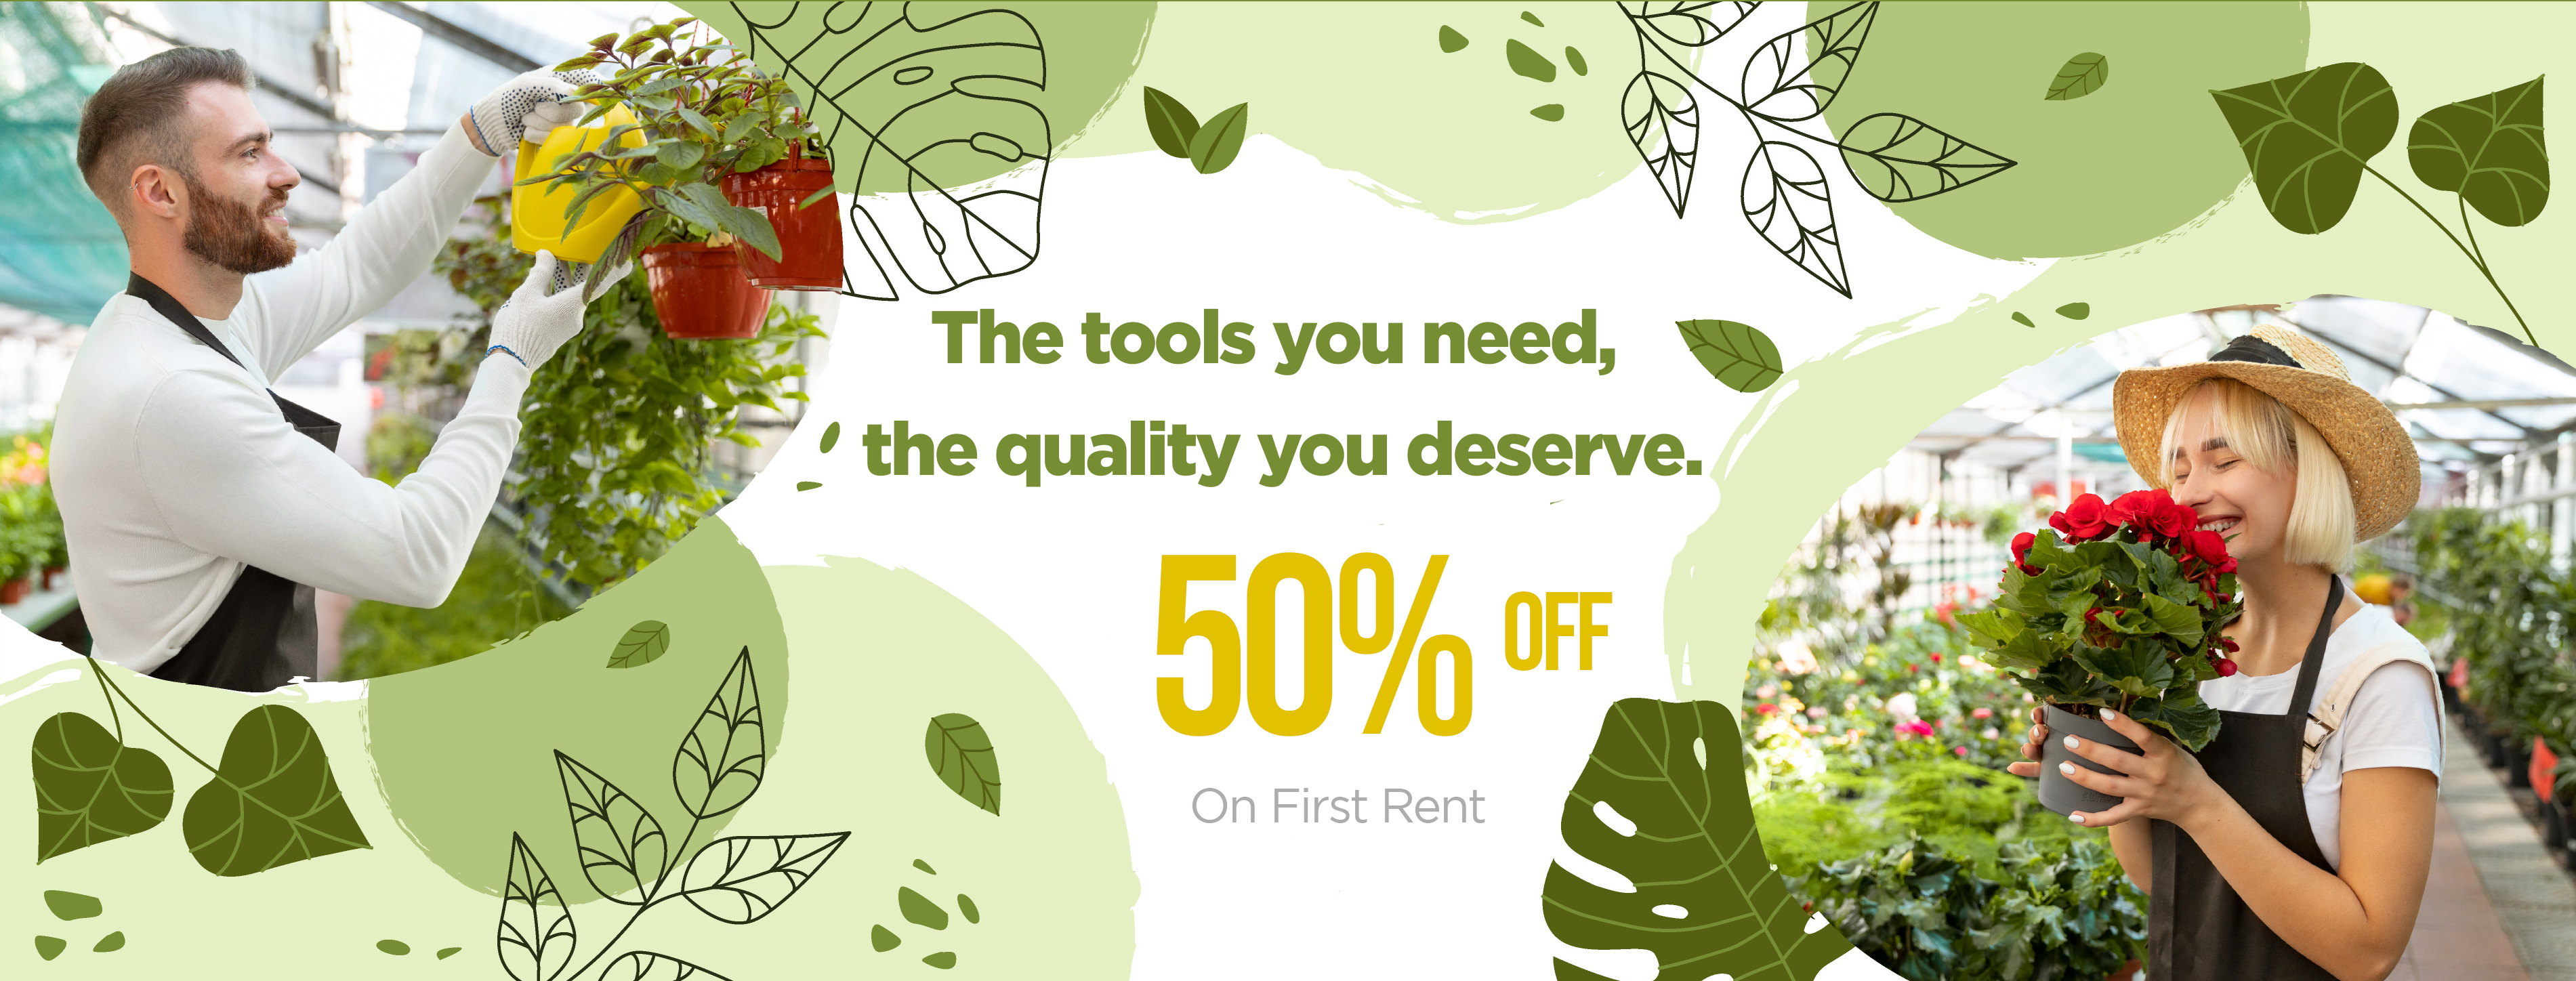 The tools you need,
the quality you deserve.
50% OFF
On First Rent